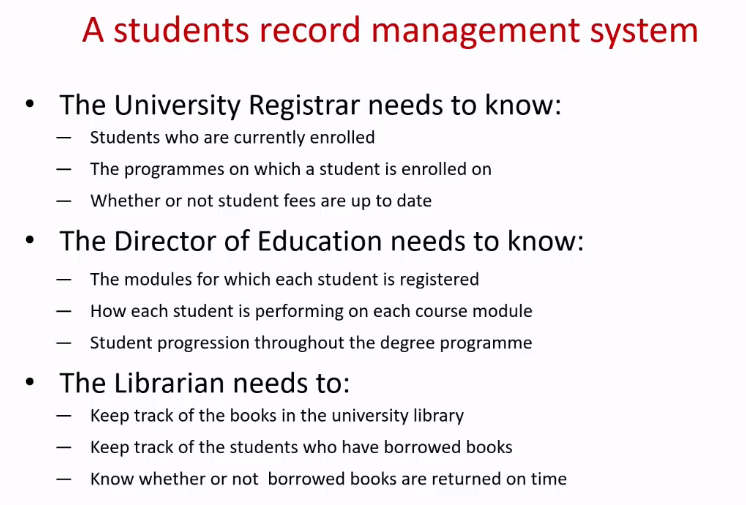 A students record management system
• The University Registrar needs to know:
— Students who are currently enrolled
— The programmes on which a student is enrolled on
— Whether or not student fees are up to date
• The Director of Education needs to know:
— The modules for which each student is registered
— How each student is performing on each course module
— Student progression throughout the degree programme
• The Librarian needs to:
— Keep track of the books in the university library
— Keep track of the students who have borrowed books
— Know whether or not  borrowed books are returned on time